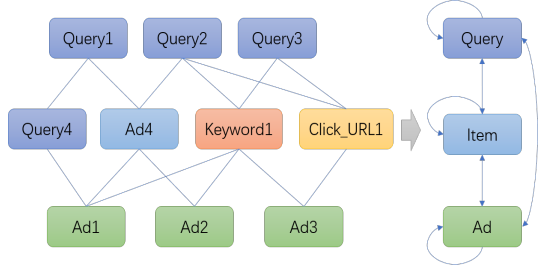 Query1
Query2
Query3
Query
Query4
Ad4
Keyword1
Click_URL1
Item
Ad1
Ad2
Ad3
Ad